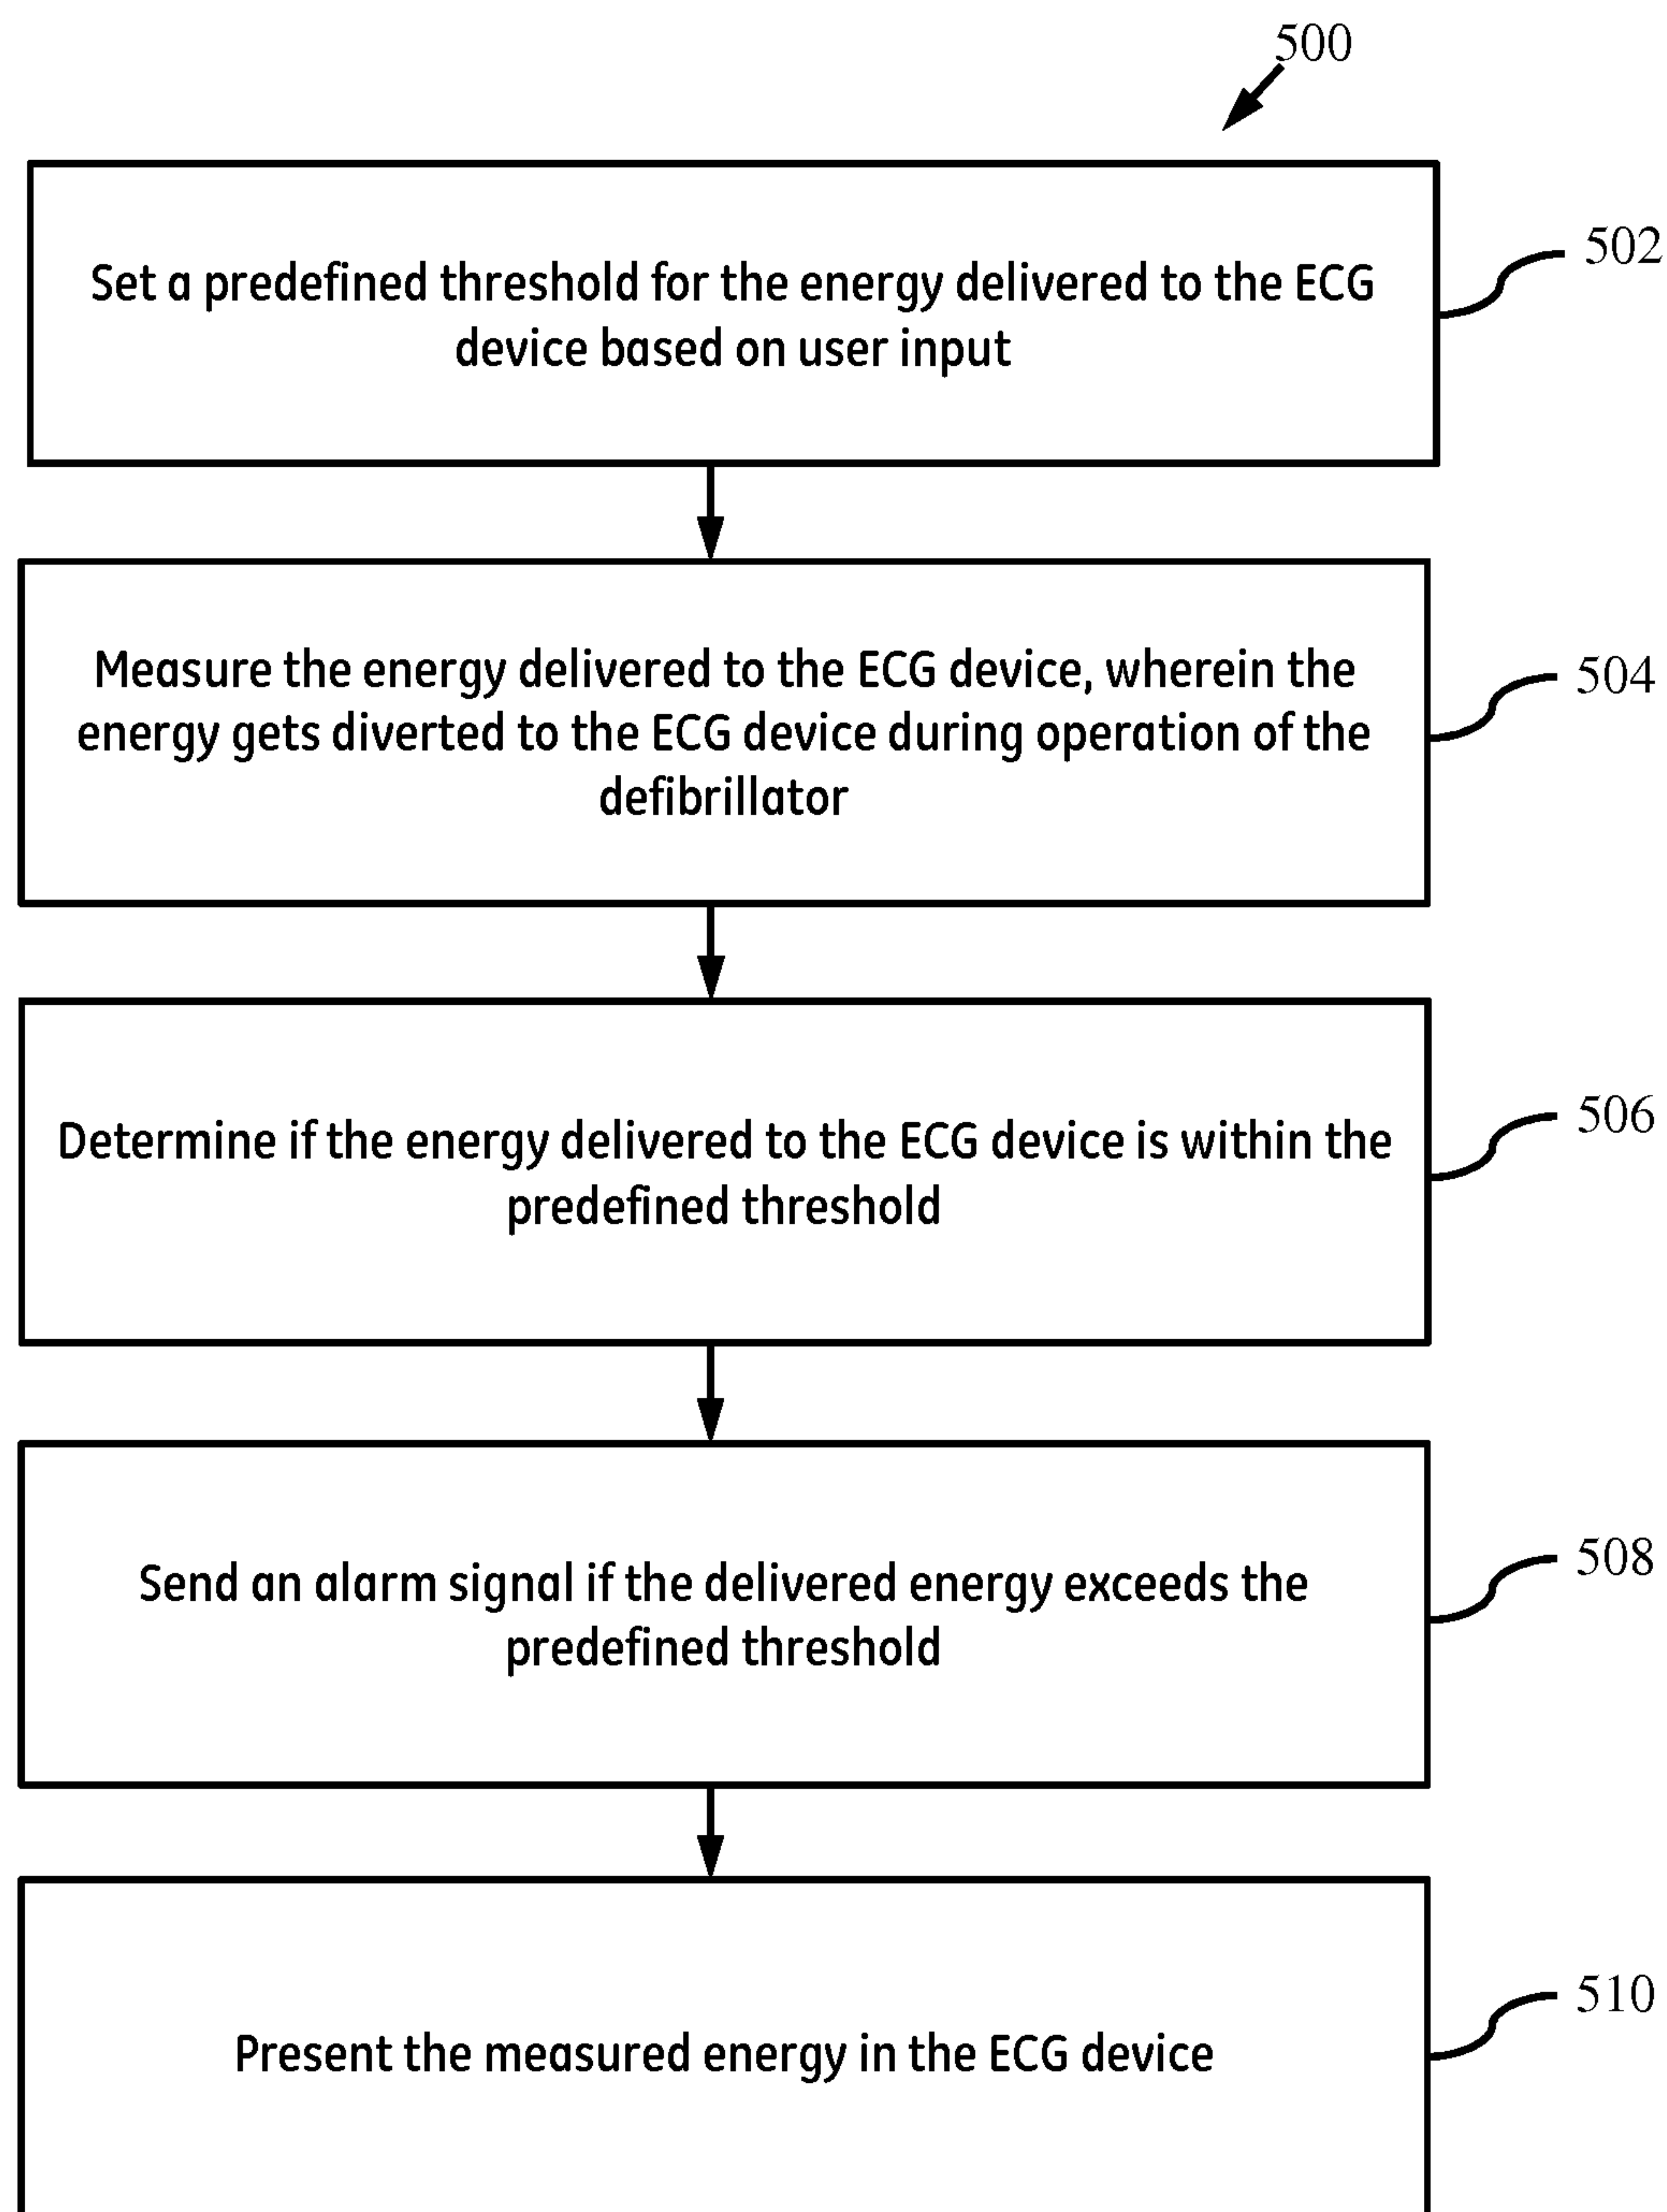 500
Set a predefined threshold for the energy delivered to the ECG
device based on user input
502
Measure the energy delivered to the ECG device, wherein the
energy gets diverted to the ECG device during operation of the
defibrillator
504
Determine if the energy delivered to the ECG device is within the
predefined threshold
506
Send an alarm signal if the delivered energy exceeds the
predefined threshold
508
Present the measured energy in the ECG device
510